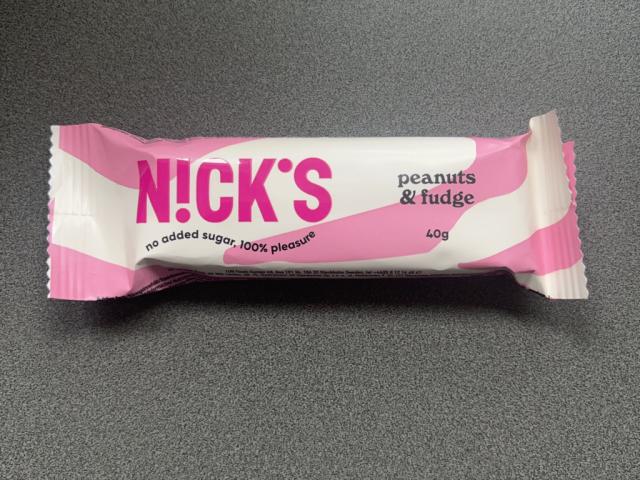 N!CK'S
no added sugar, 100% pleasure
peanuts
& fudge
40g